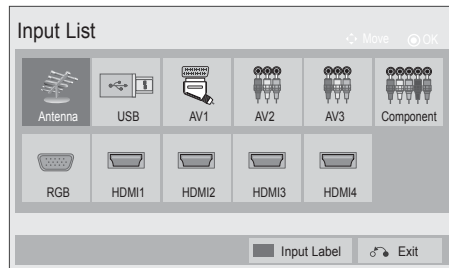 Input List
Move OK
Antenna USB AV1 AV2 AV3 Component
RGB HDMI1 HDMI2 HDMI3 HDMI4
Input Label Exit